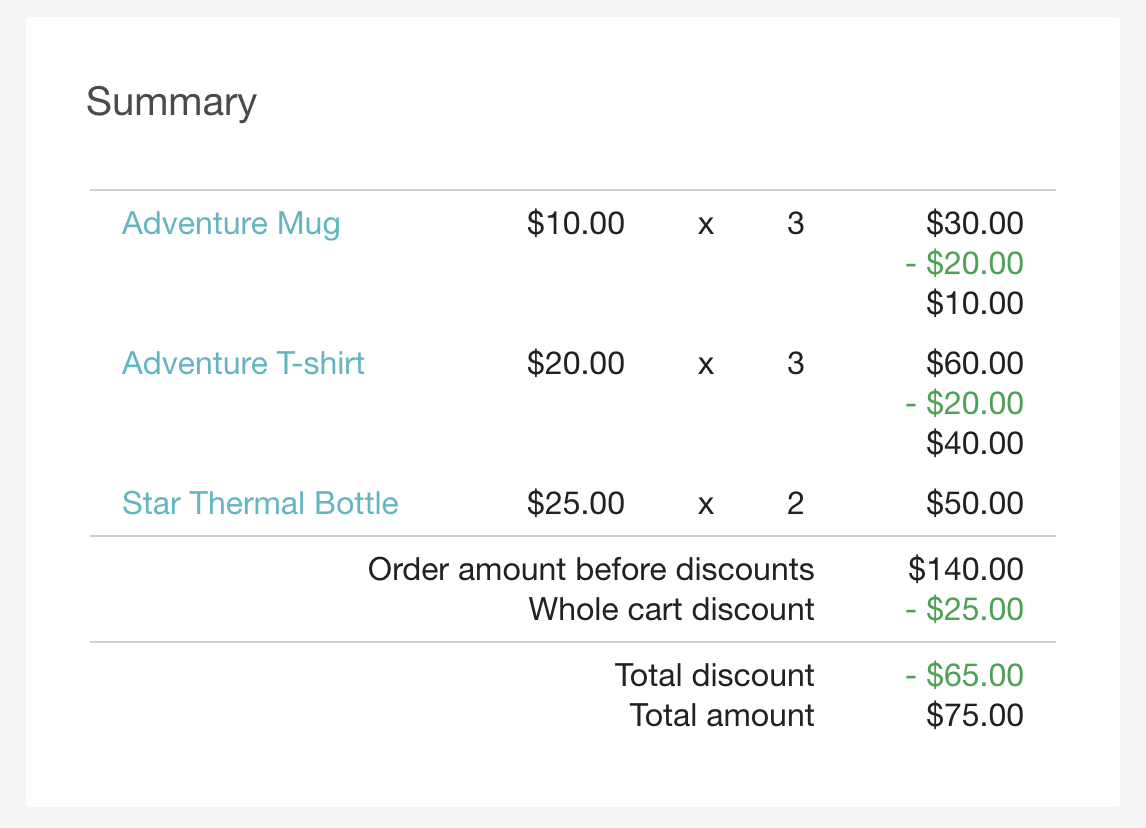 Summary
Adventure Mug $10.00 x 3 $30.00
- $20.00
$10.00
Adventure T-shirt $20.00 x 3 $60.00
- $20.00
$40.00
Star Thermal Bottle $25.00 x 2 $50.00
Order amount before discounts $140.00
Whole cart discount - $25.00
Total discount - $65.00
Total amount $75.00